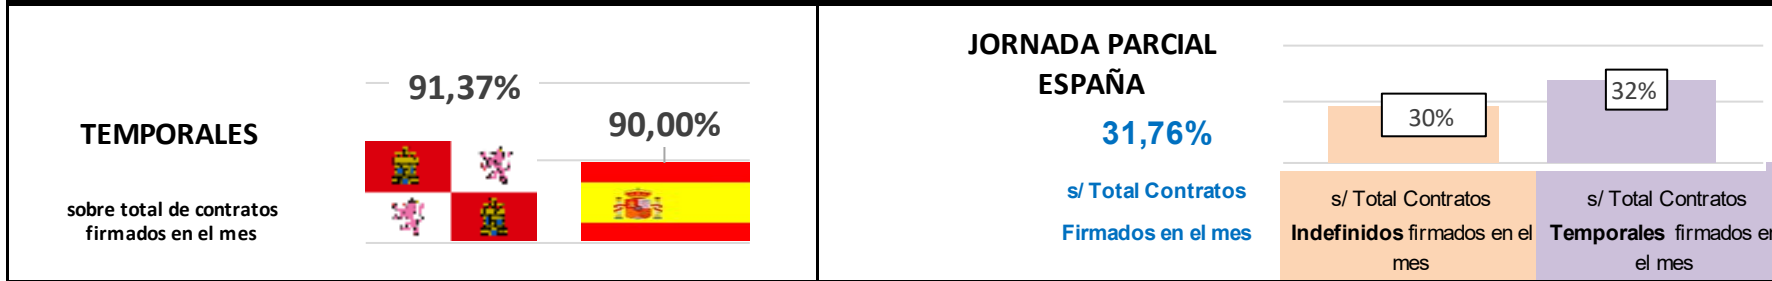 TEMPORALES
sobre total de contratos
firmados en el mes
91,37%
90,00%
JORNADA PARCIAL
ESPAÑA
31,76%
s/ Total Contratos
Firmados en el mes
30%
32%
s/ Total Contratos
Indefinidos firmados en el
mes
s/ Total Contratos
Temporales firmados en
el mes